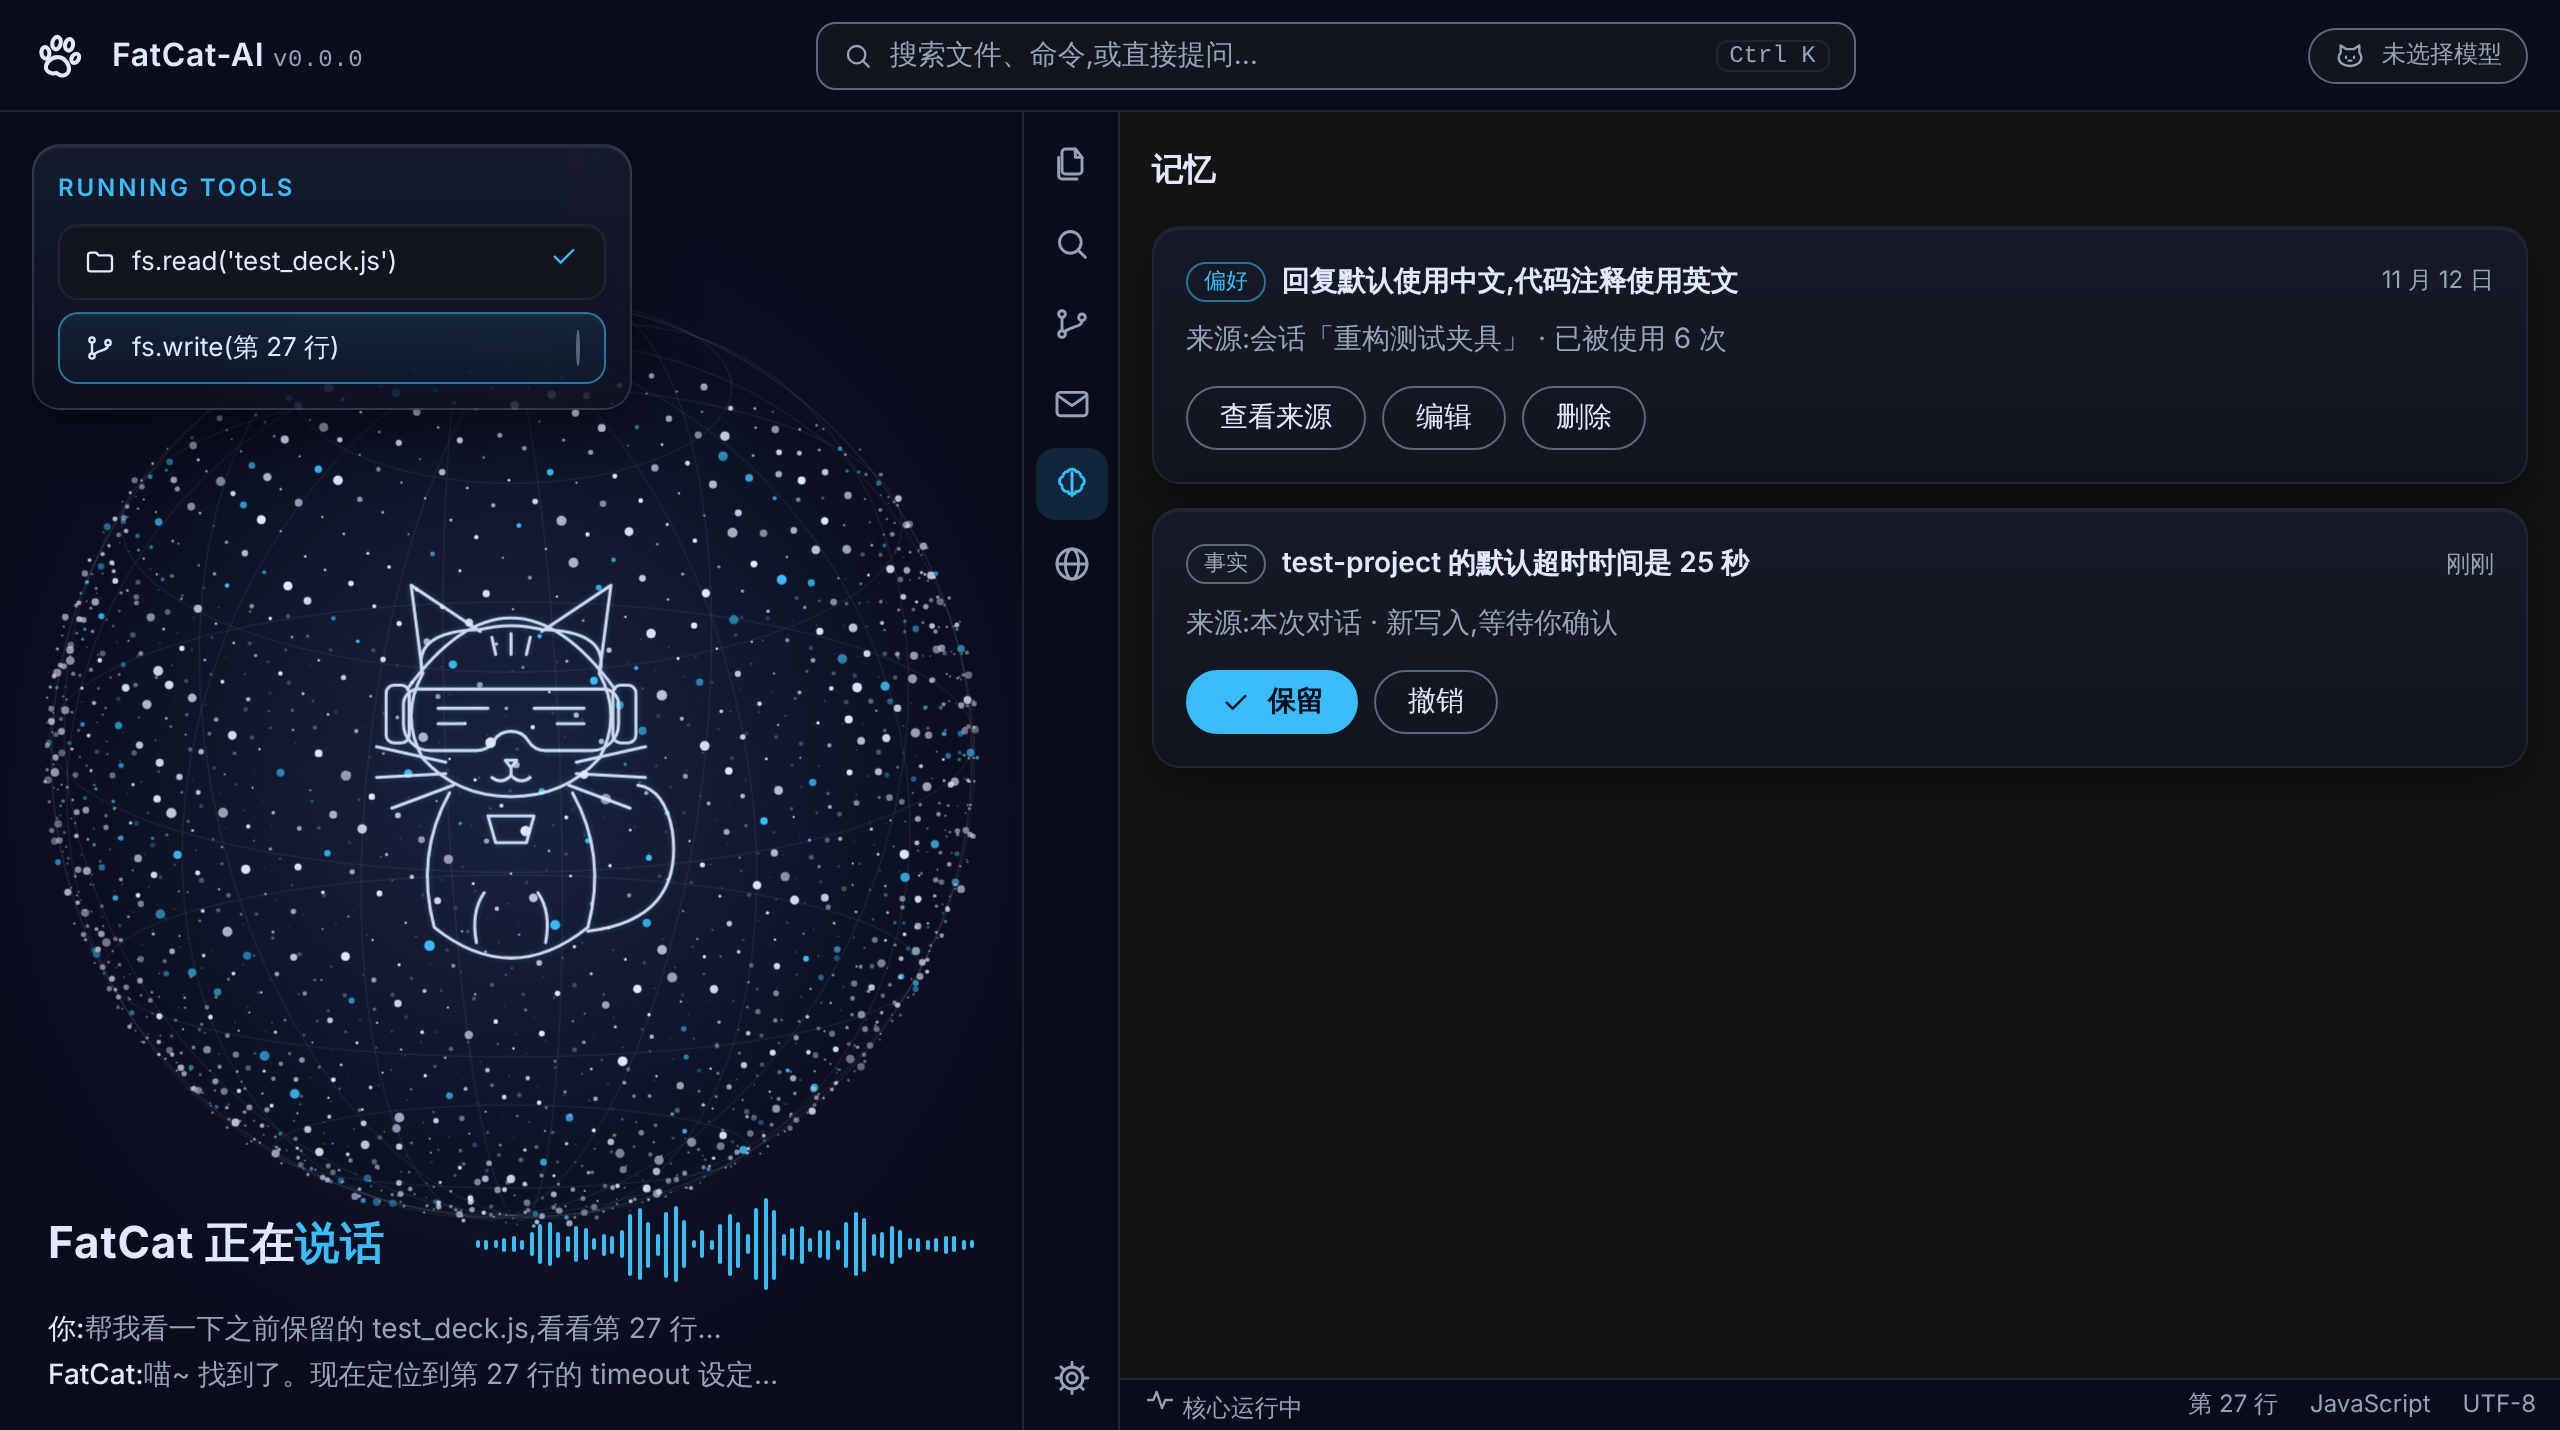 FatCat-AI v0.0.0
搜索文件、命令,或直接提问...
Ctrl K
未选择模型
RUNNING TOOLS
fs.read('test_deck.js')
fs.write(第 27 行)
FatCat 正在说话
你:帮我看一下之前保留的 test_deck.js,看看第 27 行...
FatCat:喵~ 找到了。现在定位到第 27 行的 timeout 设定...
记忆
偏好 回复默认使用中文,代码注释使用英文 11 月 12 日
来源:会话「重构测试夹具」 · 已被使用 6 次
查看来源 编辑 删除
事实 test-project 的默认超时时间是 25 秒 刚刚
来源:本次对话 · 新写入,等待你确认
保留 撤销
核心运行中 第 27 行 JavaScript UTF-8